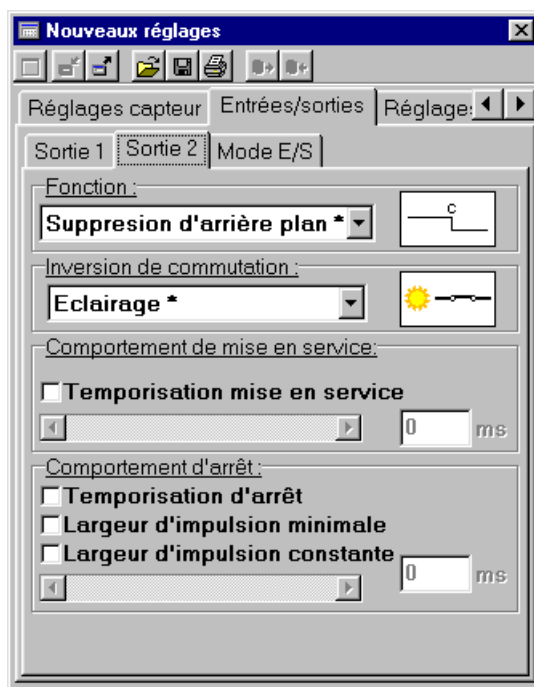 Nouveaux réglages
Réglages capteur Entrées/sorties Réglages
Sortie 1 Sortie 2 Mode E/S
Fonction :
Suppresion d'arrière plan *
C
Inversion de commutation :
Eclairage *
Comportement de mise en service:
Temporisation mise en service
0 ms
Comportement d'arrêt :
Temporisation d'arrêt
Largeur d'impulsion minimale
Largeur d'impulsion constante
0 ms